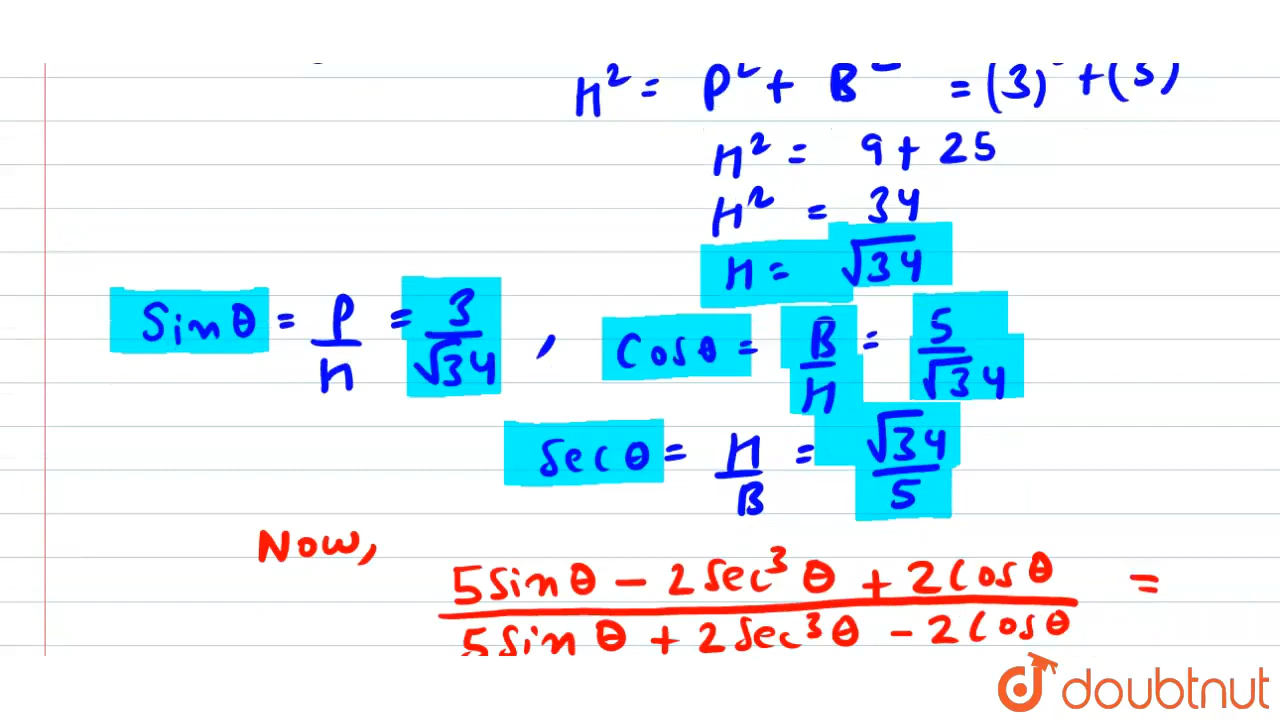 H² = P² + B² = (3)² + (5)
H² = 9 + 25
H² = 34
H = √34
Sinθ = P/H = 3/√34 , Cosθ = B/H = 5/√34
Secθ = H/B = √34/5
Now,
5Sinθ - 2Sec³θ + 2Cosθ / 5Sinθ + 2Sec³θ - 2Cosθ =
doubtnut